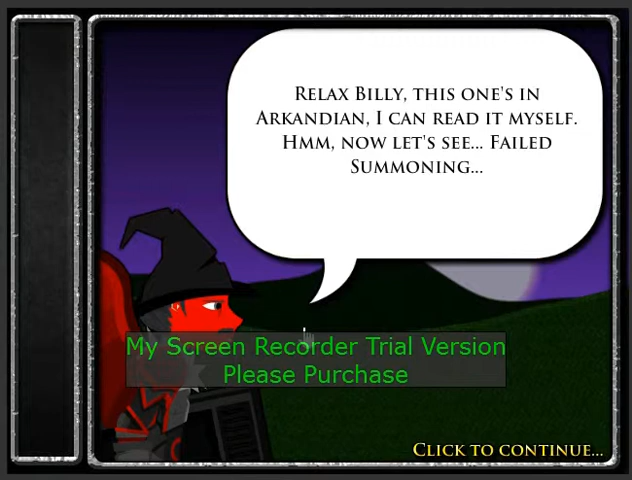 Relax Billy, this one's in
Arkandian, I can read it myself.
Hmm, now let's see... Failed
Summoning...
My Screen Recorder Trial Version
Please Purchase
Click to continue...